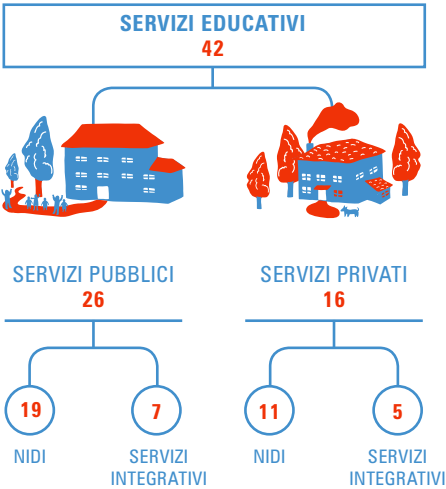 SERVIZI EDUCATIVI
42
SERVIZI PUBBLICI
26
SERVIZI PRIVATI
16
19
7
11
5
NIDI
SERVIZI
INTEGRATIVI
NIDI
SERVIZI
INTEGRATIVI